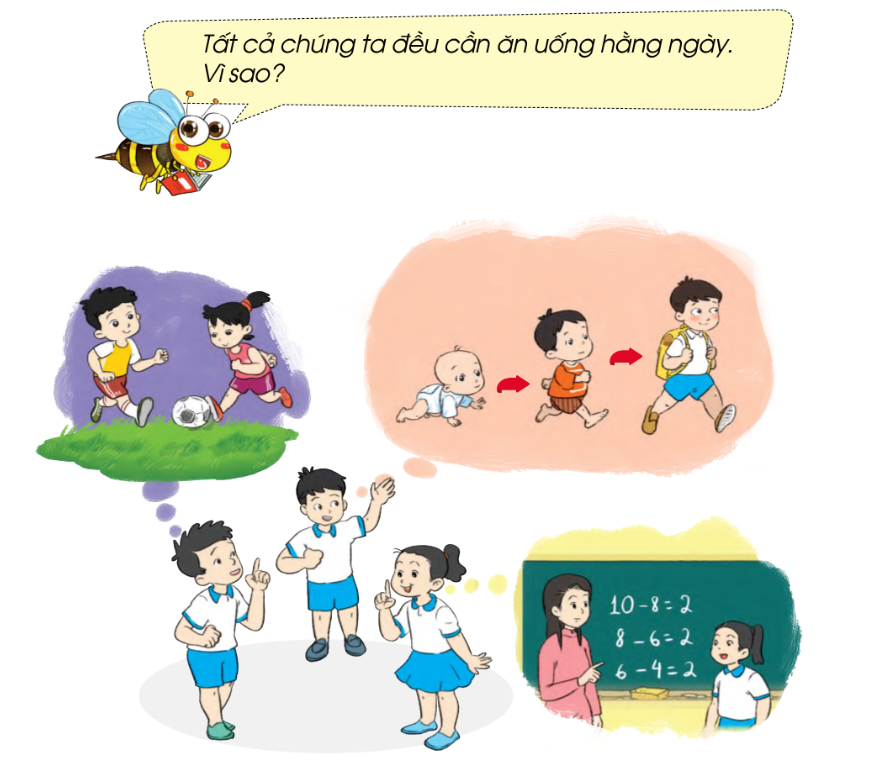 Tất cả chúng ta đều cần ăn uống hằng ngày.
Vì sao?
10 - 8 = 2
8 - 6 = 2
6 - 4 = 2